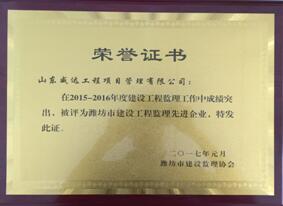 荣誉证书
山东威远工程项目管理有限公司：
在2015-2016年度建设工程监理工作中成绩突
出、被评为潍坊市建设工程监理先进企业，特发
此证。
二〇一七年元月
潍坊市建设监理协会